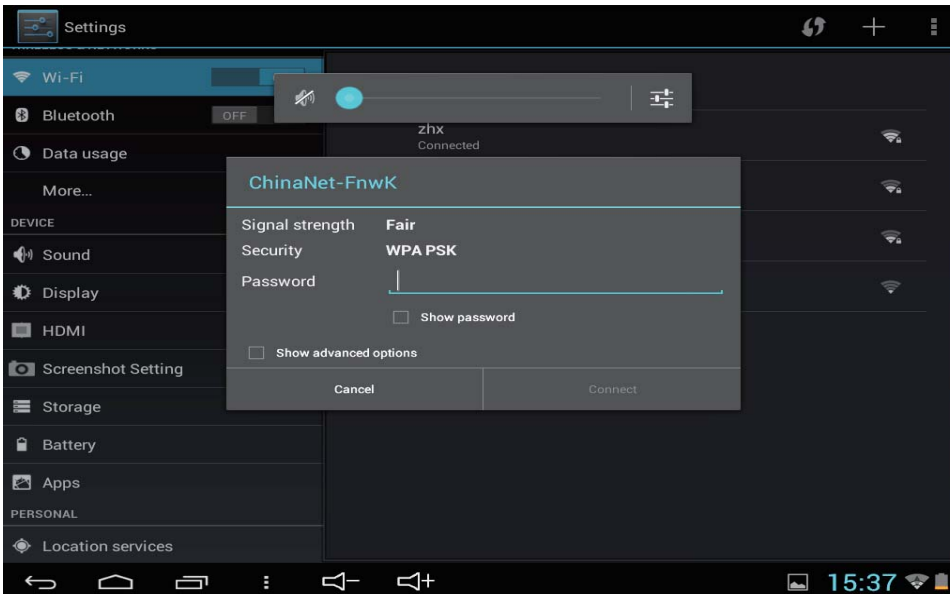 Settings
Wi-Fi
Bluetooth
OFF
Data usage
More...
DEVICE
Sound
Display
HDMI
Screenshot Setting
Storage
Battery
Apps
PERSONAL
Location services
zhx
Connected
ChinaNet-FnwK
Signal strength Fair
Security WPA PSK
Password
Show password
Show advanced options
Cancel Connect
15:37